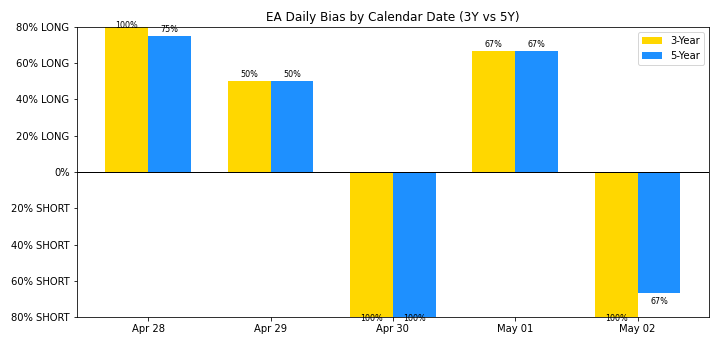 EA Daily Bias by Calendar Date (3Y vs 5Y)
80% LONG
60% LONG
40% LONG
20% LONG
0%
20% SHORT
40% SHORT
60% SHORT
80% SHORT
100%
75%
50%
50%
100%
100%
67%
67%
100%
67%
3-Year
5-Year
Apr 28
Apr 29
Apr 30
May 01
May 02